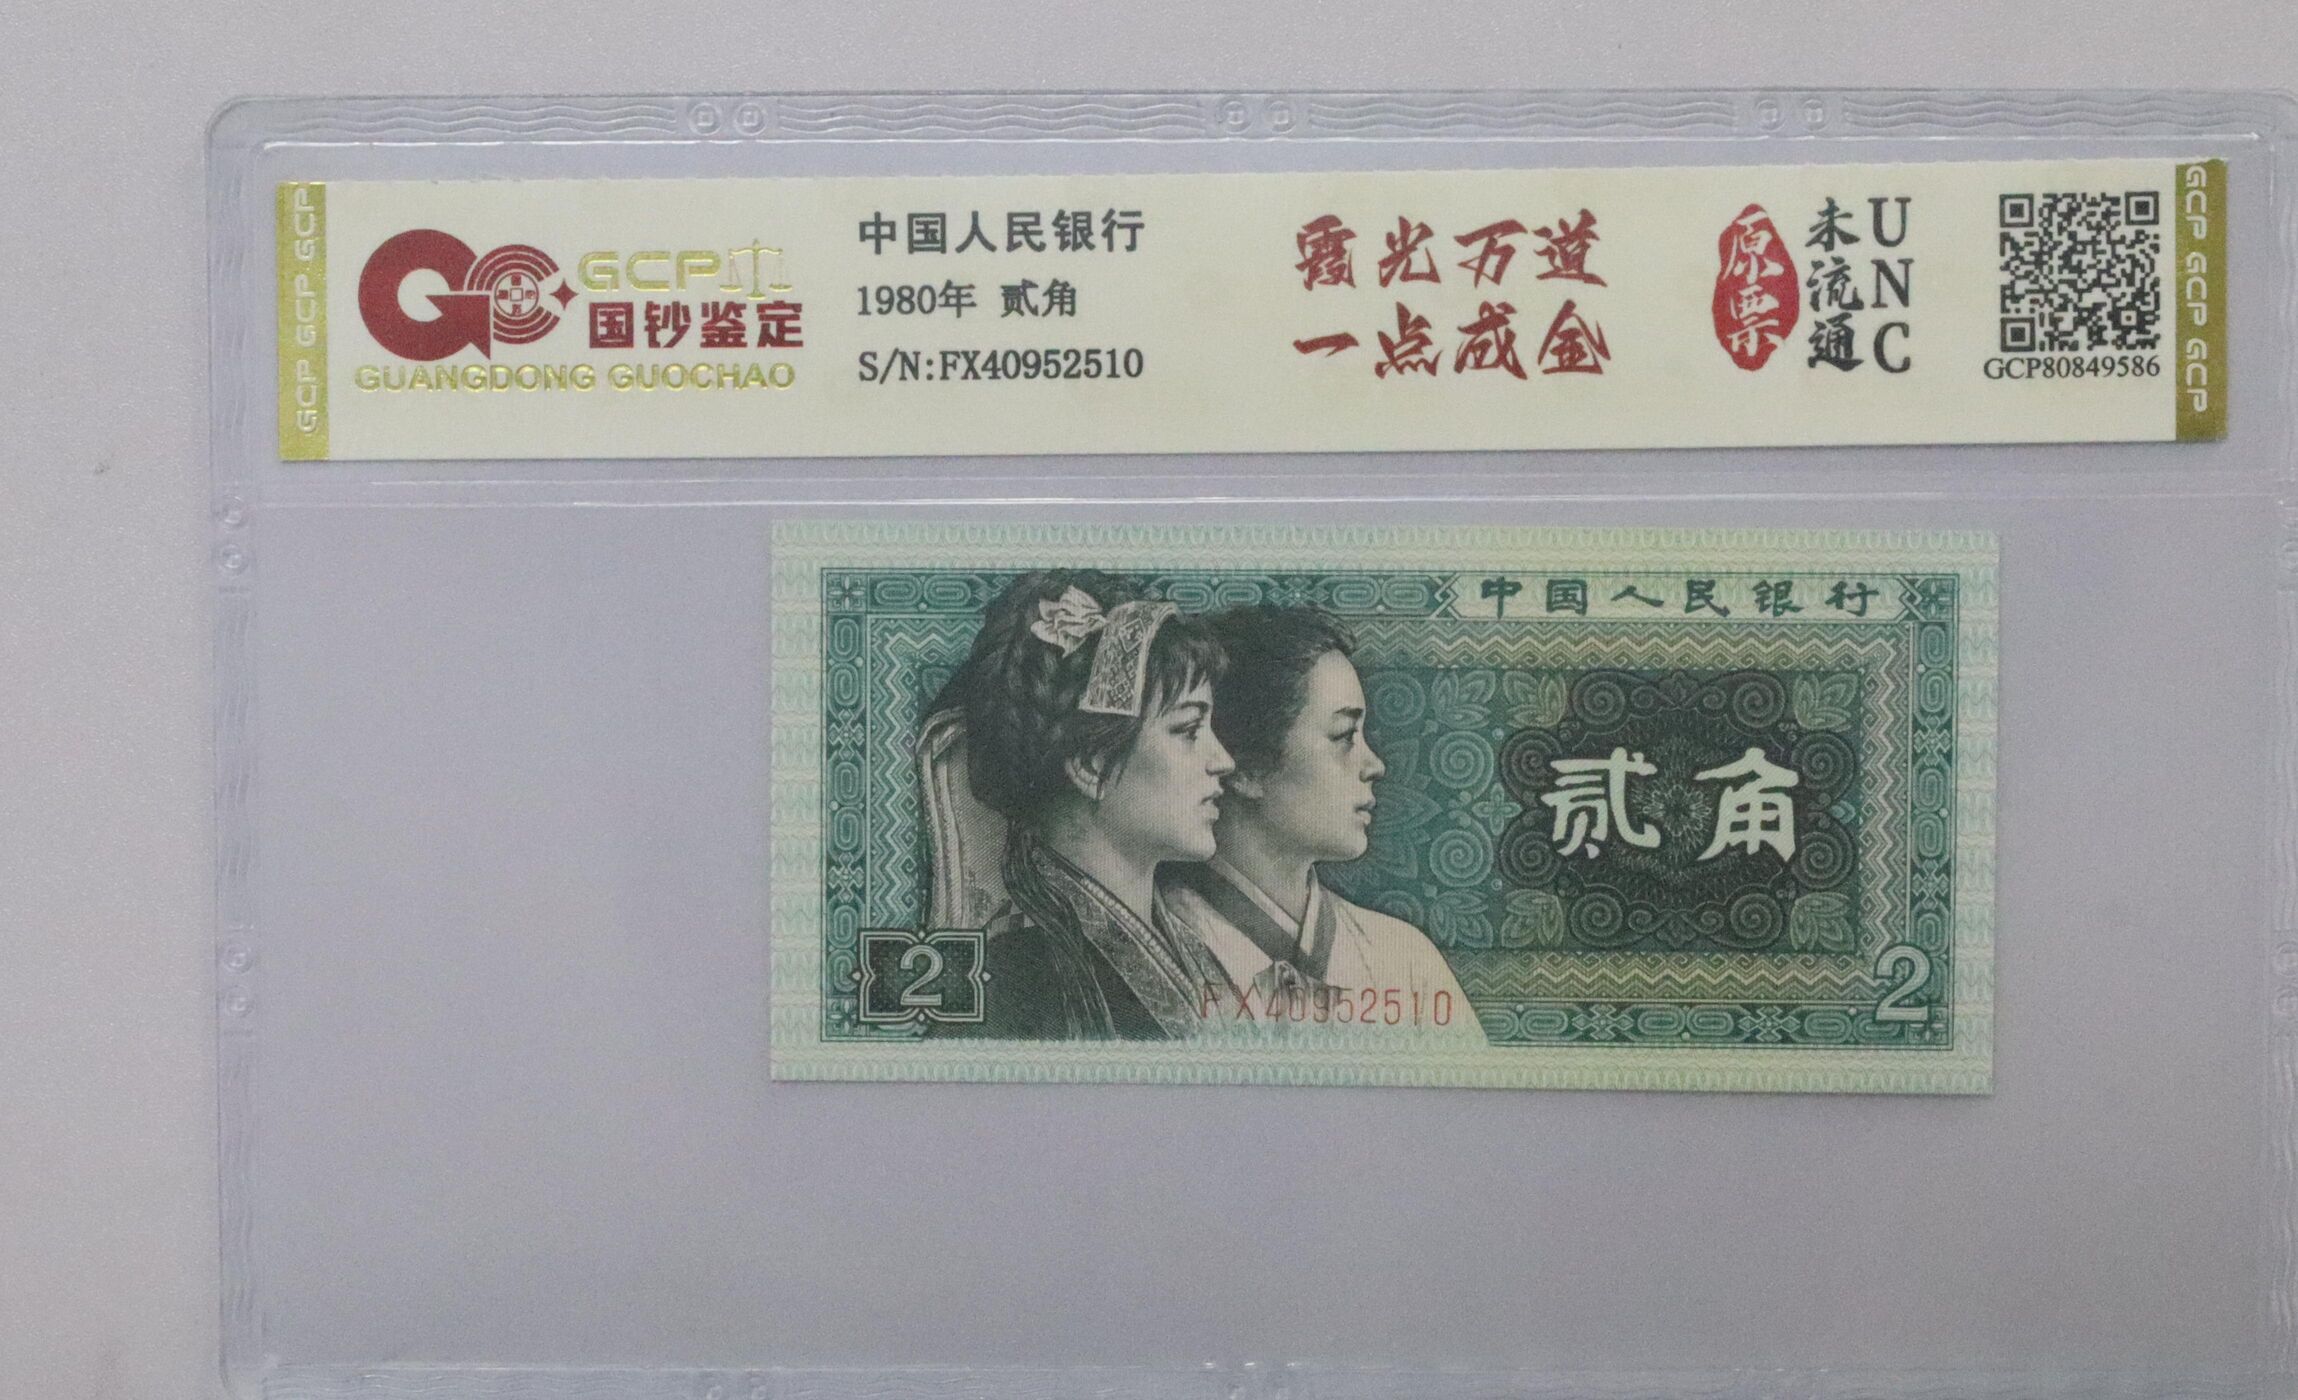 GCP GCP GCP
GCP
国钞鉴定
GUANGDONG GUOCHAO
中国人民银行
1980年 贰角
S/N:FX40952510
霞光万道
一点成金
原票
未流通
UNC
GCP80849586
GCP GCP GCP
中国人民银行
贰角
2
FX40952510
2